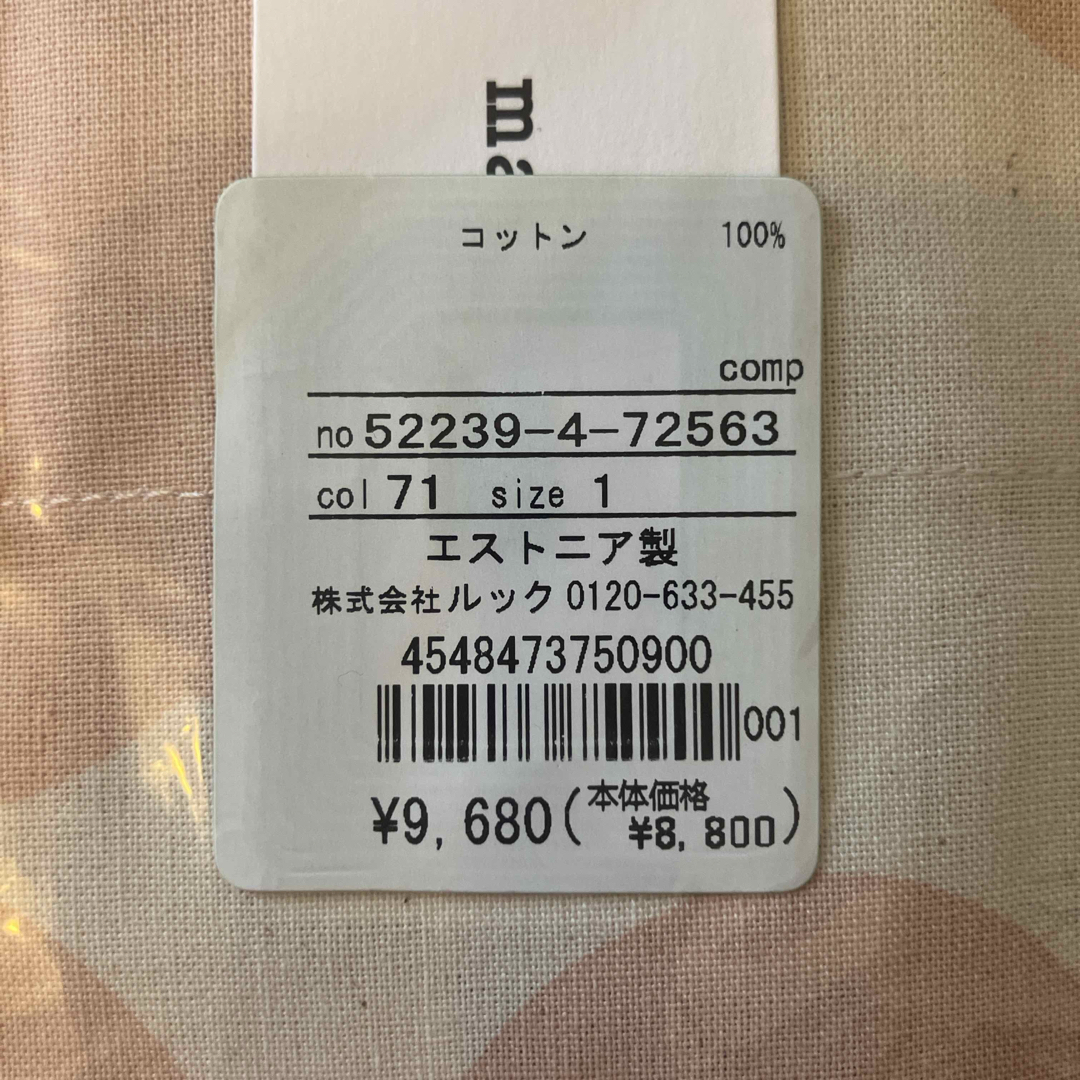 ma
コットン 100%
comp
no 52239-4-72563
col 71 size 1
エストニア製
株式会社ルック 0120-633-455
4548473750900
001
¥9,680(本体価格 ¥8,800)